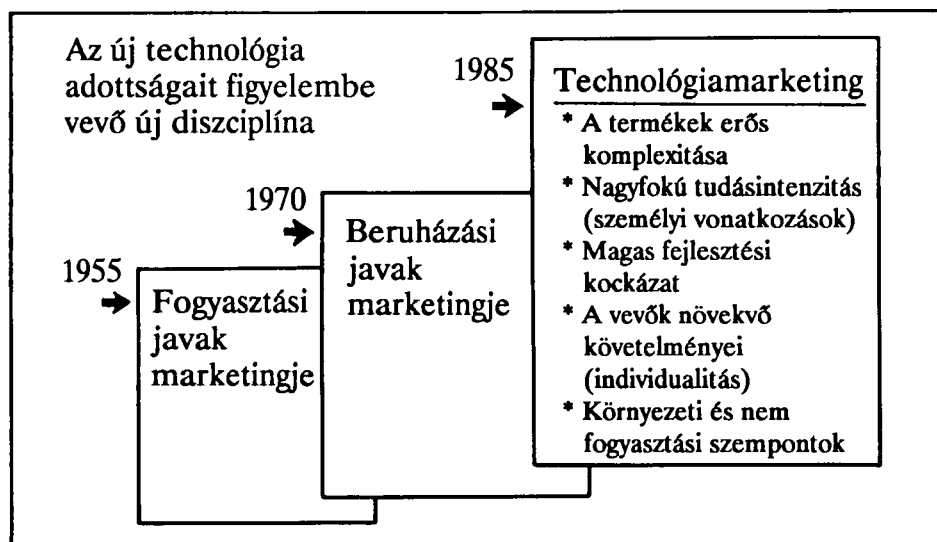 Az új technológia
adottságait figyelembe
vevő új diszciplína
1955
Fogyasztási
javak
marketingje
1970
Beruházási
javak
marketingje
1985
Technológiamarketing
* A termékek erős
komplexitása
* Nagyfokú tudásintenzitás
(személyi vonatkozások)
* Magas fejlesztési
kockázat
* A vevők növekvő
követelményei
(individualitás)
* Környezeti és nem
fogyasztási szempontok